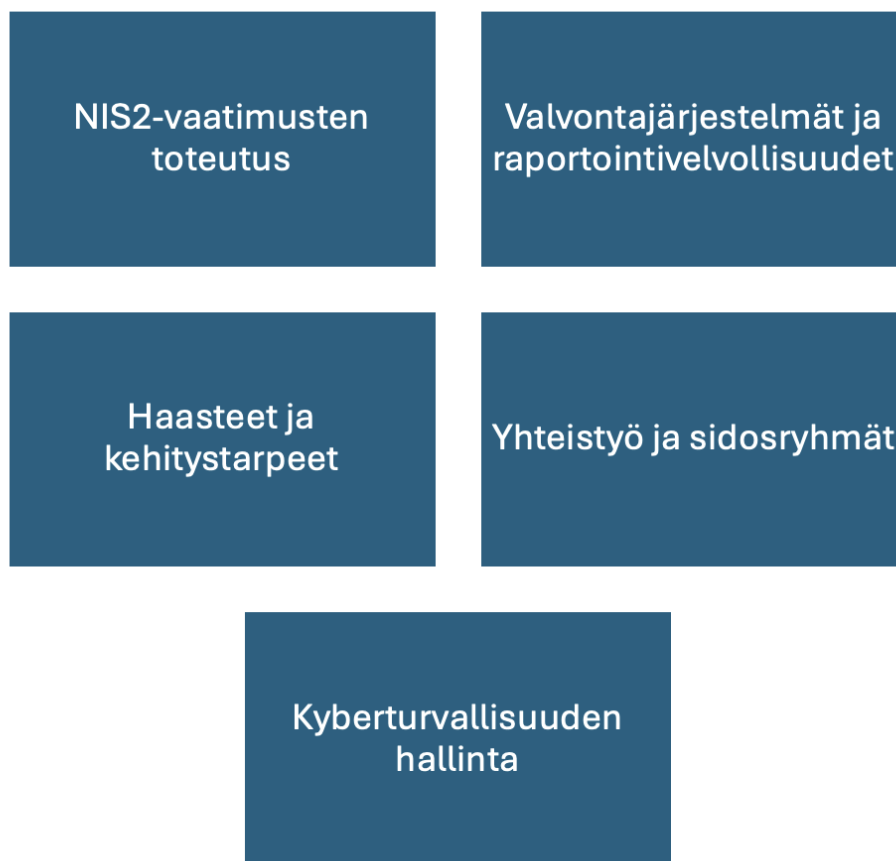 NIS2-vaatimusten
toteutus
Valvontajärjestelmät ja
raportointivelvollisuudet
Haasteet ja
kehitystarpeet
Yhteistyö ja sidosryhmät
Kyberturvallisuuden
hallinta